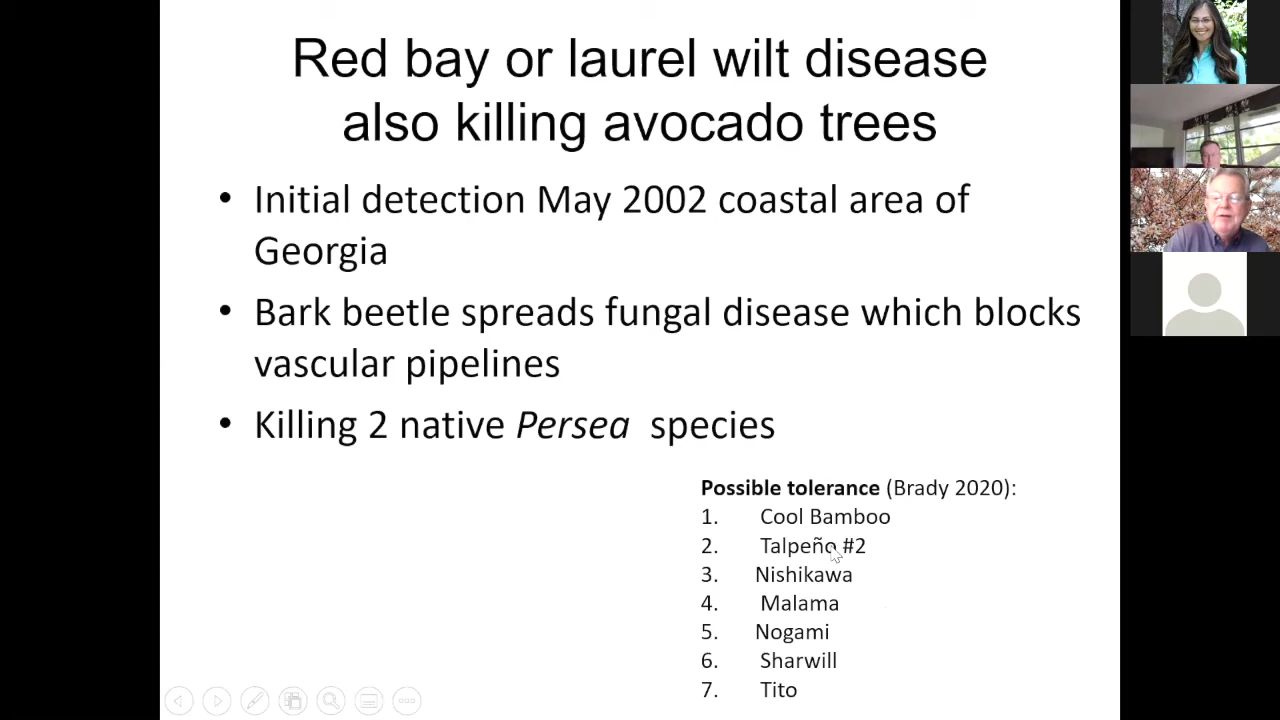 Red bay or laurel wilt disease
also killing avocado trees
• Initial detection May 2002 coastal area of
Georgia
• Bark beetle spreads fungal disease which blocks
vascular pipelines
• Killing 2 native Persea species
Possible tolerance (Brady 2020):
1. Cool Bamboo
2. Talpeño #2
3. Nishikawa
4. Malama
5. Nogami
6. Sharwill
7. Tito